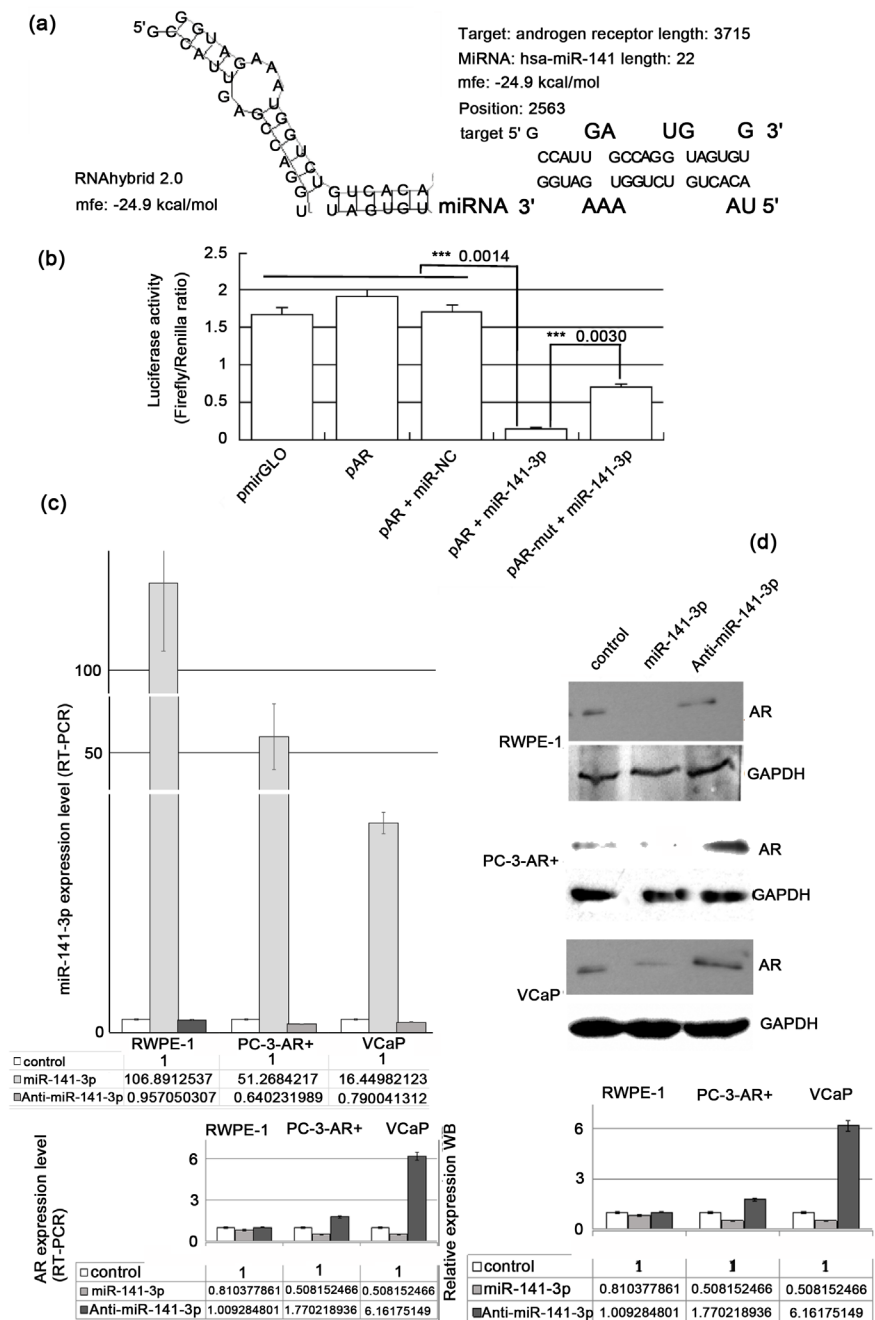 (a)
5' G C C A U U G A G C C A G G U
G G U A G A A A U G G U C U G U C A C A
U A G U G U
RNAhybrid 2.0
mfe: -24.9 kcal/mol
Target: androgen receptor length: 3715
MiRNA: hsa-miR-141 length: 22
mfe: -24.9 kcal/mol
Position: 2563
target 5' G GA UG G 3'
CCAUU GCCAGG UAGUGU
GGUAG UGGUCU GUCACA
miRNA 3' AAA AU 5'
(b)
Luciferase activity
(Firefly/Renilla ratio)
2.5
2
1.5
1
0.5
0
*** 0.0014
*** 0.0030
pmirGLO
pAR
pAR + miR-NC
pAR + miR-141-3p
pAR-mut + miR-141-3p
(c)
miR-141-3p expression level (RT-PCR)
100
50
0
RWPE-1 PC-3-AR+ VCaP
control 1 1 1
miR-141-3p 106.8912537 51.2684217 16.44982123
Anti-miR-141-3p 0.957050307 0.640231989 0.790041312
AR expression level
(RT-PCR)
RWPE-1 PC-3-AR+ VCaP
6
3
0
control 1 1 1
miR-141-3p 0.810377861 0.508152466 0.508152466
Anti-miR-141-3p 1.009284801 1.770218936 6.16175149
(d)
control miR-141-3p Anti-miR-141-3p
AR
RWPE-1
GAPDH
AR
PC-3-AR+
GAPDH
AR
VCaP
GAPDH
Relative expression WB
RWPE-1 PC-3-AR+ VCaP
6
3
0
control 1 1 1
miR-141-3p 0.810377861 0.508152466 0.508152466
Anti-miR-141-3p 1.009284801 1.770218936 6.16175149